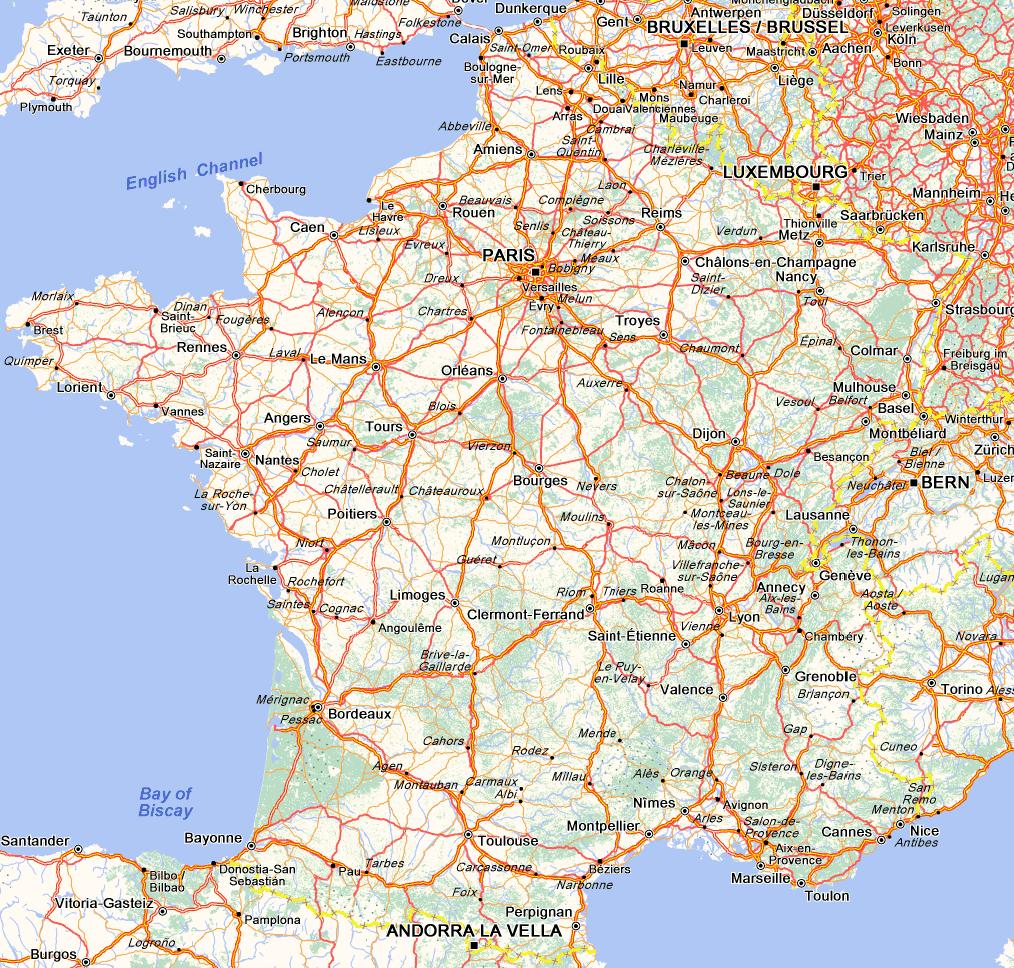 Maidstone
Dover
Dunkerque
Gent
Antwerpen
Mönchengladbach
Düsseldorf
Solingen
Taunton
Salisbury
Winchester
Folkestone
BRUXELLES / BRUSSEL
Leverkusen
Southampton
Brighton
Hastings
Calais
Saint-Omer
Roubaix
Leuven
Maastricht
Aachen
Köln
Exeter
Bournemouth
Portsmouth
Eastbourne
Boulogne-
sur-Mer
Lille
Liège
Bonn
Torquay
Plymouth
Lens
Douai
Valenciennes
Mons
Namur
Charleroi
Arras
Maubeuge
Wiesbaden
Mainz
Abbeville
Cambrai
Amiens
Saint-
Quentin
Charleville-
Mézières
English Channel
Cherbourg
LUXEMBOURG
Trier
Laon
Mannheim
Le
Havre
Rouen
Beauvais
Compiègne
Soissons
Reims
Thionville
Saarbrücken
Caen
Lisieux
Senlis
Château-
Thierry
Verdun
Metz
Karlsruhe
Evreux
PARIS
Meaux
Bobigny
Châlons-en-Champagne
Nancy
Dreux
Versailles
Evry
Melun
Saint-
Dizier
Toul
Strasbourg
Morlaix
Dinan
Saint-
Brieuc
Fougères
Alençon
Chartres
Fontainebleau
Troyes
Brest
Rennes
Laval
Le Mans
Sens
Chaumont
Epinal
Colmar
Freiburg im
Breisgau
Quimper
Lorient
Orléans
Auxerre
Mulhouse
Vannes
Blois
Vesoul
Belfort
Basel
Winterthur
Angers
Tours
Dijon
Montbéliard
Saint-
Nazaire
Nantes
Saumur
Vierzon
Besançon
Biel /
Bienne
Zürich
Cholet
Bourges
Beaune
Dole
Neuchâtel
BERN
Luzern
La Roche-
sur-Yon
Châtellerault
Châteauroux
Nevers
Chalon-
sur-Saône
Lons-le-
Saunier
Poitiers
Moulins
Montceau-
les-Mines
Lausanne
Niort
Montluçon
Mâcon
Bourg-en-
Bresse
Thonon-
les-Bains
La
Rochelle
Rochefort
Guéret
Villefranche-
sur-Saône
Genève
Saintes
Cognac
Limoges
Riom
Thiers
Roanne
Annecy
Aosta /
Aoste
Lugano
Angoulême
Clermont-Ferrand
Lyon
Aix-les-
Bains
Saint-Étienne
Vienne
Chambéry
Novara
Brive-la-
Gaillarde
Le Puy-
en-Velay
Valence
Grenoble
Torino
Mérignac
Pessac
Bordeaux
Briançon
Cahors
Rodez
Mende
Gap
Cuneo
Bay of
Biscay
Agen
Montauban
Carmaux
Albi
Millau
Alès
Orange
Sisteron
Digne-
les-Bains
San
Remo
Nîmes
Avignon
Menton
Santander
Bayonne
Toulouse
Montpellier
Arles
Salon-de-
Provence
Cannes
Nice
Antibes
Bilbo
Bilbao
Donostia-San
Sebastián
Pau
Tarbes
Carcassonne
Béziers
Aix-en-
Provence
Marseille
Narbonne
Toulon
Vitoria-Gasteiz
Foix
Pamplona
Perpignan
Logroño
ANDORRA LA VELLA
Burgos